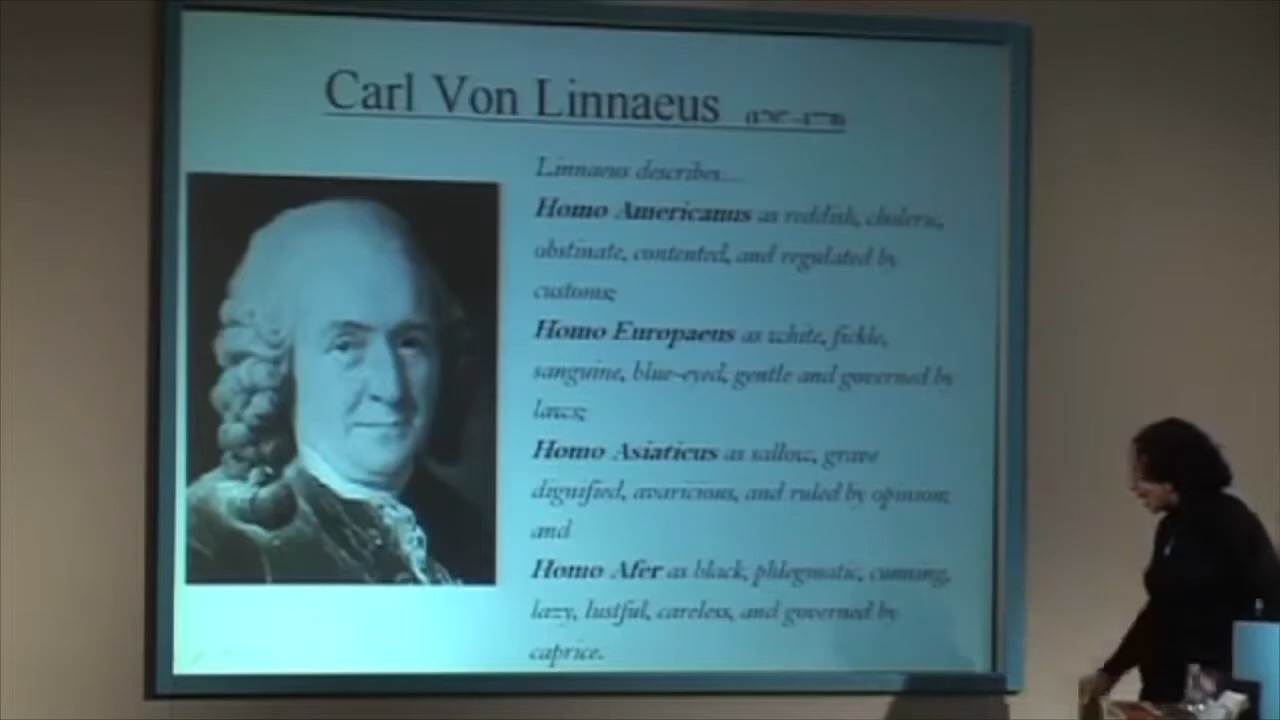 Carl Von Linnaeus (1707–1778)
Linnaeus describes...
Homo Americanus as reddish, choleric,
obstinate, contented, and regulated by
customs;
Homo Europaeus as white, fickle,
sanguine, blue-eyed, gentle and governed by
laws;
Homo Asiaticus as sallow, grave
dignified, avaricious, and ruled by opinion;
and
Homo Afer as black, phlegmatic, cunning,
lazy, lustful, careless, and governed by
caprice.